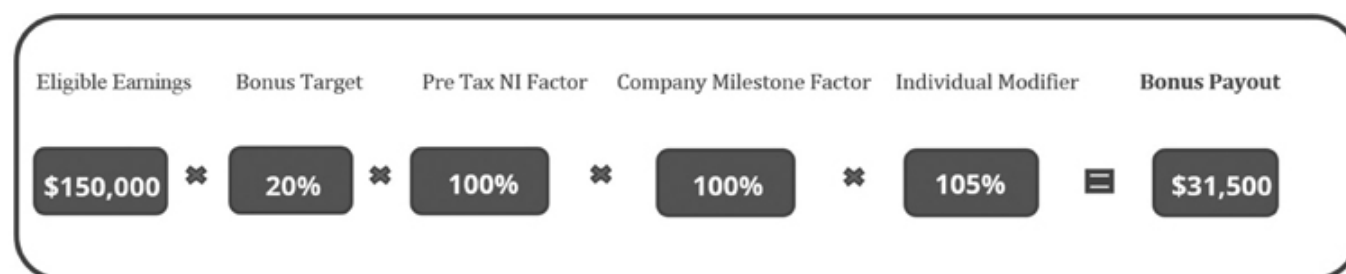 Eligible Earnings Bonus Target Pre Tax NI Factor Company Milestone Factor Individual Modifier Bonus Payout
$150,000 ✖ 20% ✖ 100% ✖ 100% ✖ 105% = $31,500